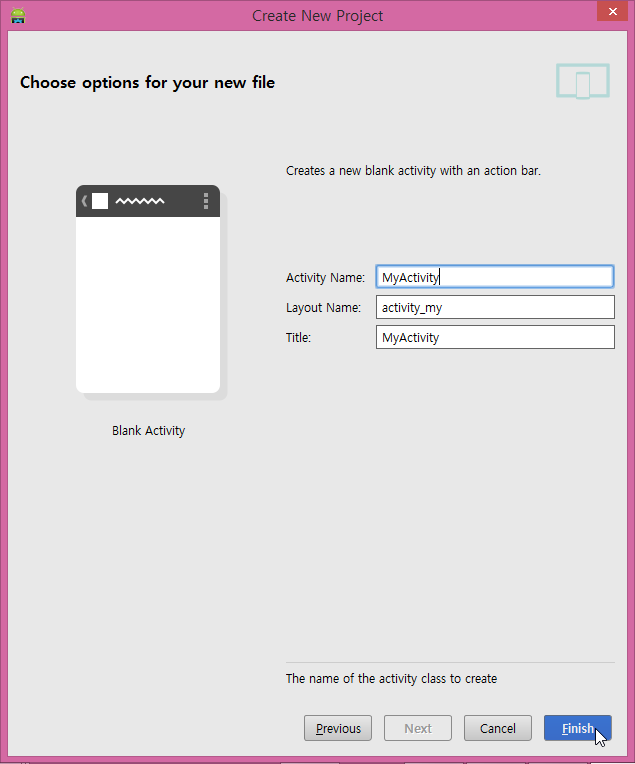 Create New Project
Choose options for your new file
Creates a new blank activity with an action bar.
Activity Name: MyActivity
Layout Name: activity_my
Title: MyActivity
Blank Activity
The name of the activity class to create
Previous Next Cancel Finish